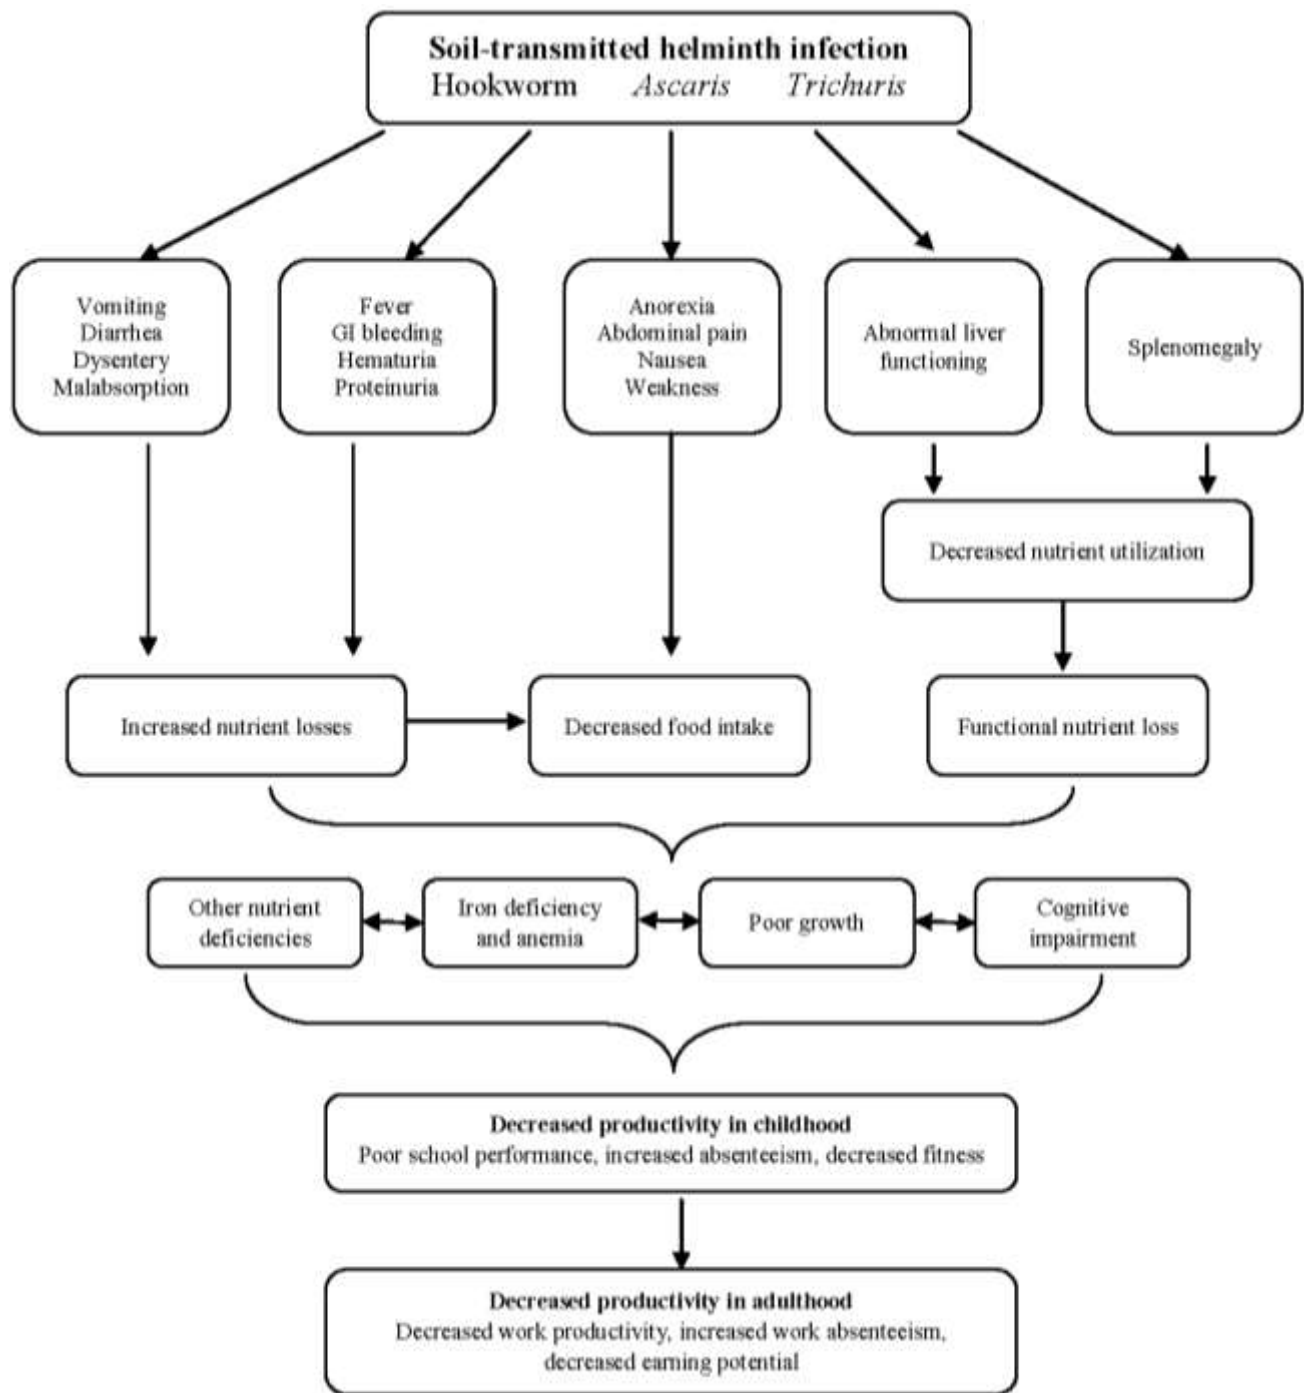 Soil-transmitted helminth infection
Hookworm Ascaris Trichuris
Vomiting
Diarrhea
Dysentery
Malabsorption
Fever
GI bleeding
Hematuria
Proteinuria
Anorexia
Abdominal pain
Nausea
Weakness
Abnormal liver
functioning
Splenomegaly
Decreased nutrient utilization
Increased nutrient losses
Decreased food intake
Functional nutrient loss
Other nutrient
deficiencies
Iron deficiency
and anemia
Poor growth
Cognitive
impairment
Decreased productivity in childhood
Poor school performance, increased absenteeism, decreased fitness
Decreased productivity in adulthood
Decreased work productivity, increased work absenteeism,
decreased earning potential